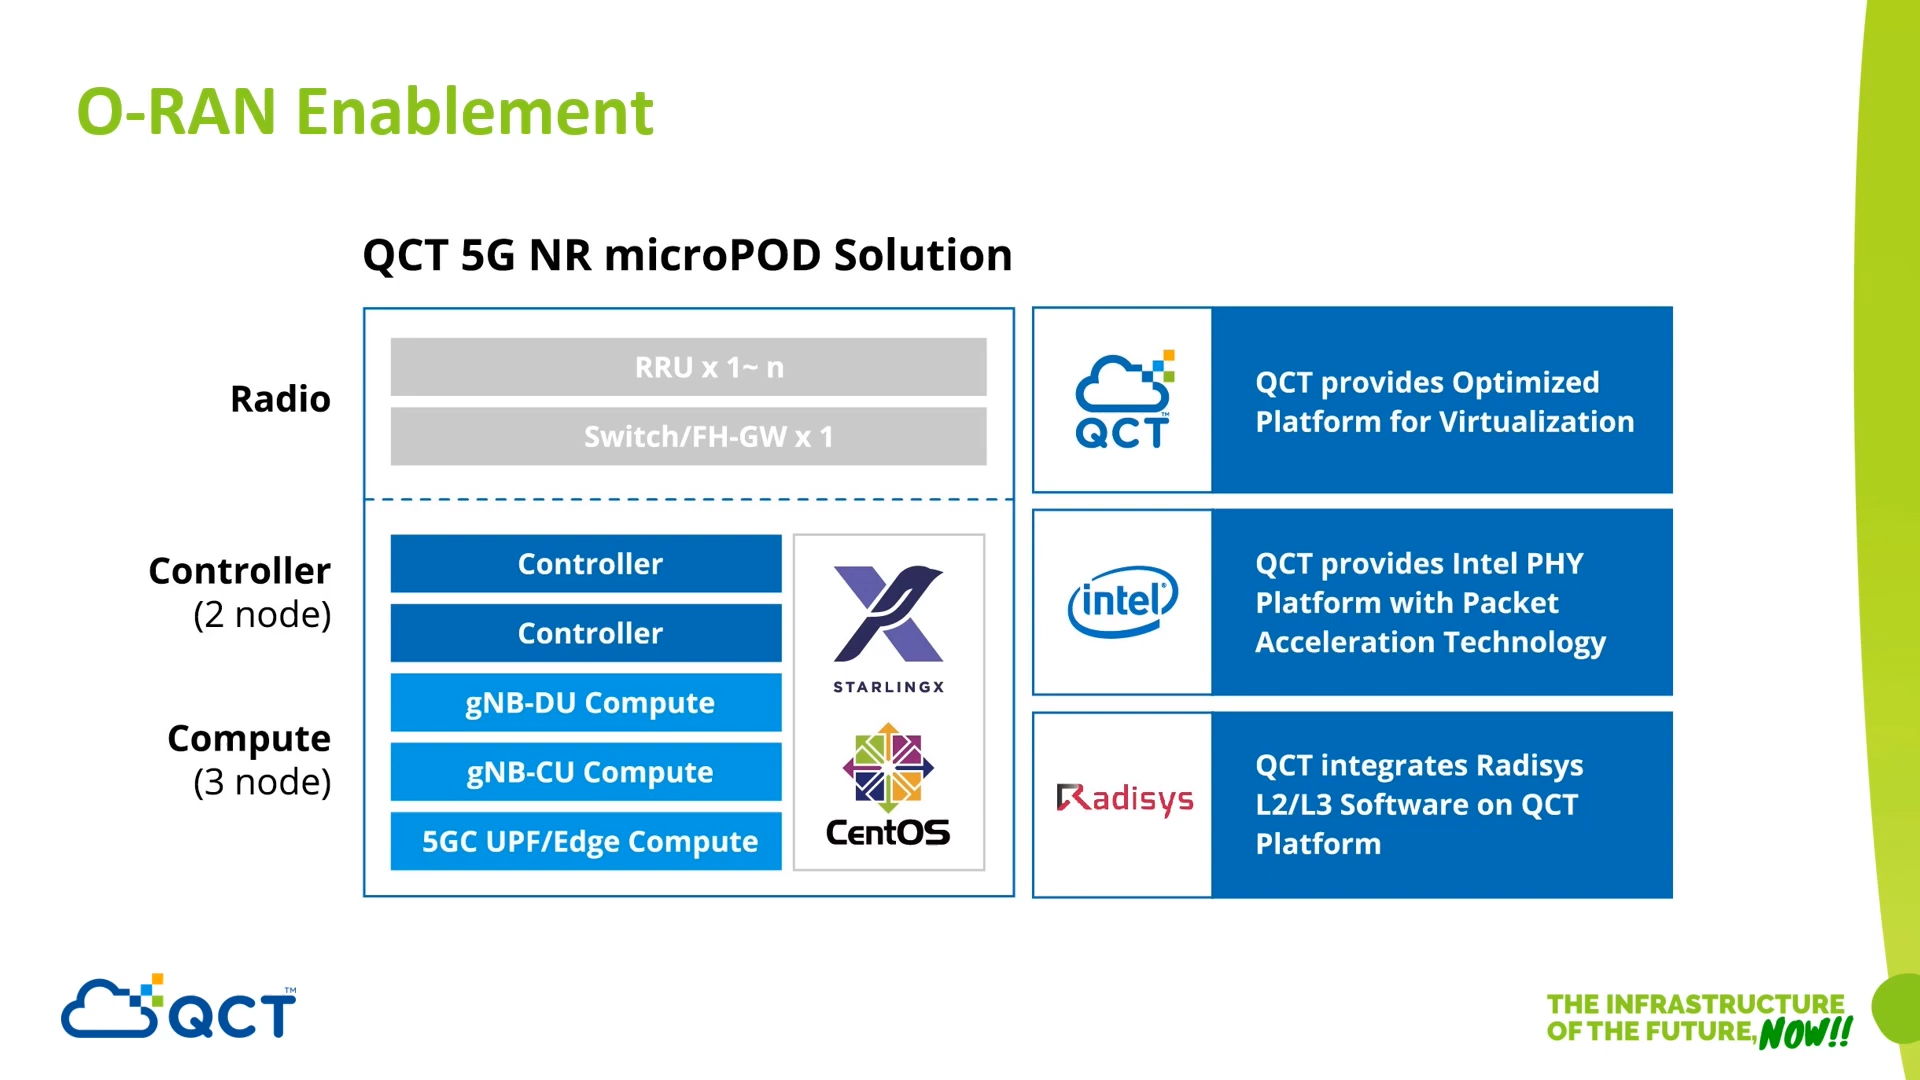 O-RAN Enablement
QCT 5G NR microPOD Solution
Radio
RRU x 1~ n
Switch/FH-GW x 1
Controller
(2 node)
Controller
Controller
Compute
(3 node)
gNB-DU Compute
gNB-CU Compute
5GC UPF/Edge Compute
STARLINGX
CentOS
QCT™
QCT provides Optimized
Platform for Virtualization
intel®
QCT provides Intel PHY
Platform with Packet
Acceleration Technology
Radisys
QCT integrates Radisys
L2/L3 Software on QCT
Platform
QCT™
THE INFRASTRUCTURE
OF THE FUTURE, NOW!!